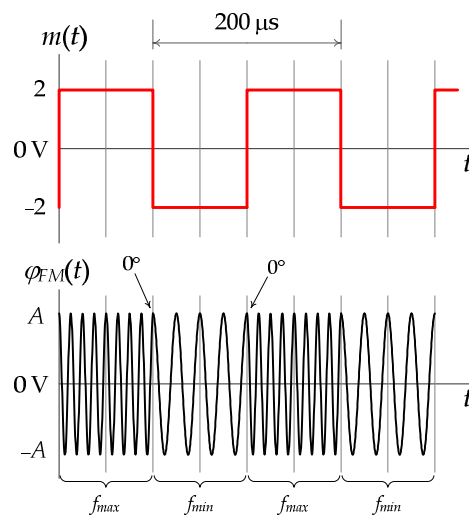 200 µs
m(t)
2
0 V
t
–2
φFM(t)
0°
0°
A
0 V
t
–A
fmax
fmin
fmax
fmin